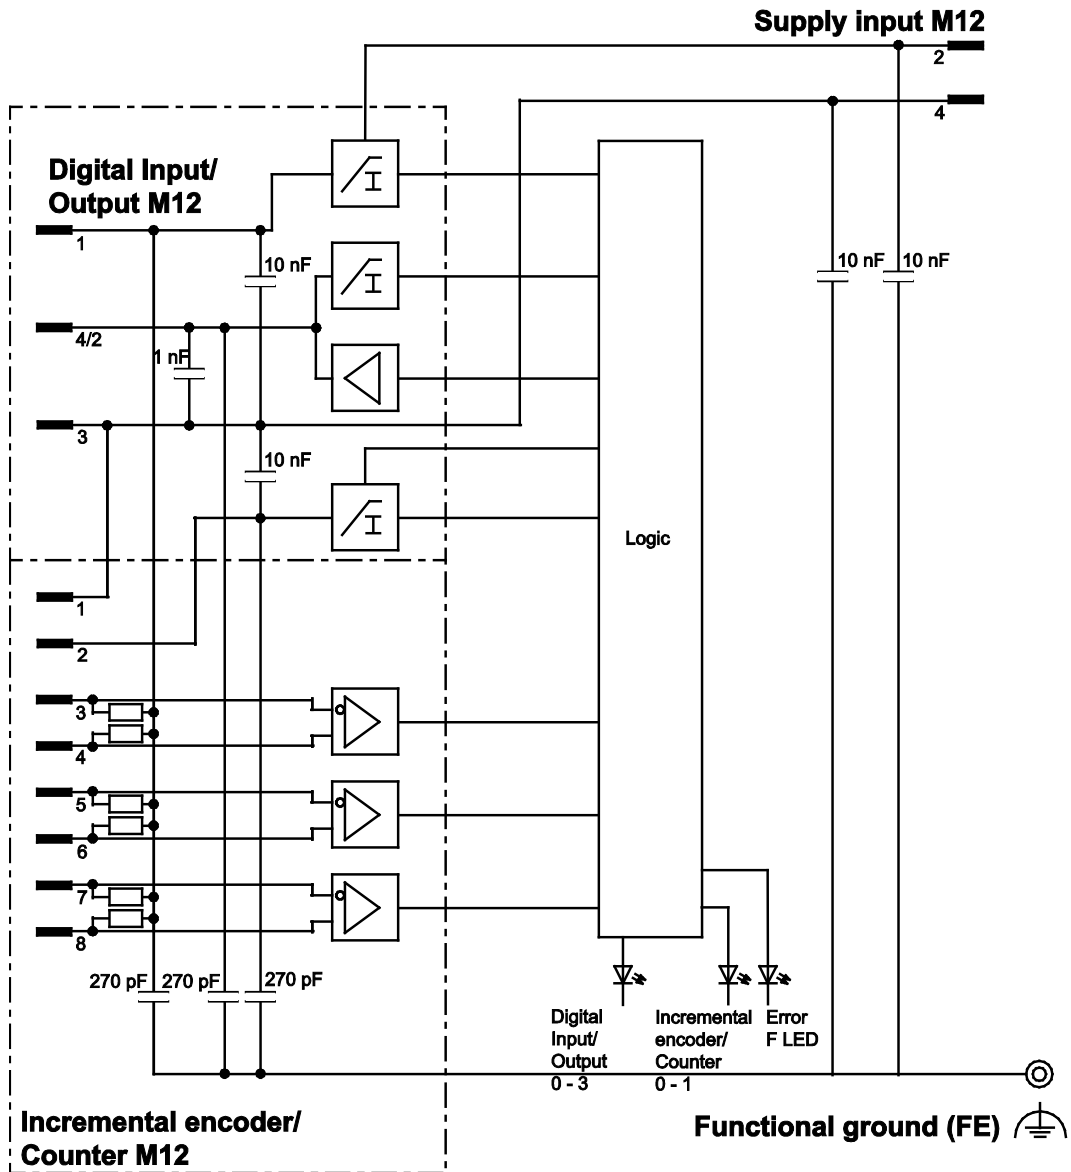 Supply input M12
2
4
Digital Input/
Output M12
1
10 nF
10 nF
10 nF
4/2
1 nF
3
10 nF
Logic
1
2
3
4
5
6
7
8
270 pF
270 pF
270 pF
Digital
Input/
Output
0 - 3
Incremental
encoder/
Counter
0 - 1
Error
F LED
Incremental encoder/
Counter M12
Functional ground (FE)